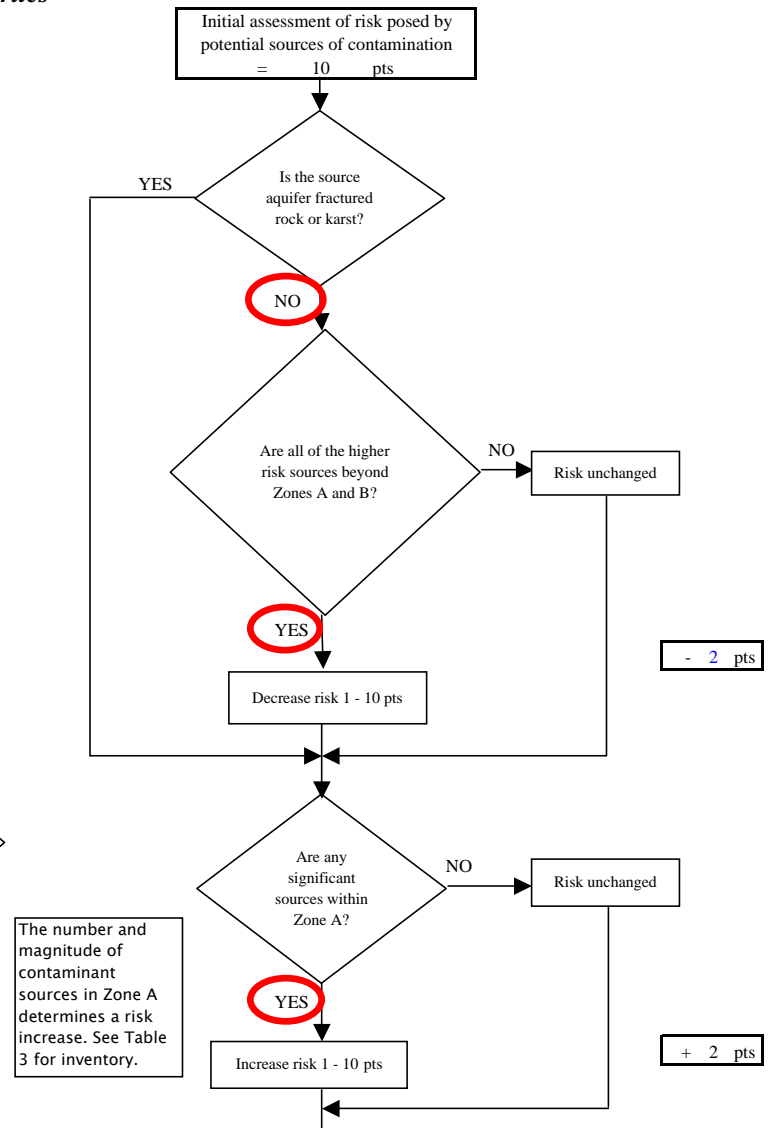 Initial assessment of risk posed by
potential sources of contamination
= 10 pts
Is the source
aquifer fractured
rock or karst?
YES
NO
Are all of the higher
risk sources beyond
Zones A and B?
NO
Risk unchanged
YES
- 2 pts
Decrease risk 1 - 10 pts
Are any
significant
sources within
Zone A?
NO
Risk unchanged
The number and
magnitude of
contaminant
sources in Zone A
determines a risk
increase. See Table
3 for inventory.
YES
Increase risk 1 - 10 pts
+ 2 pts